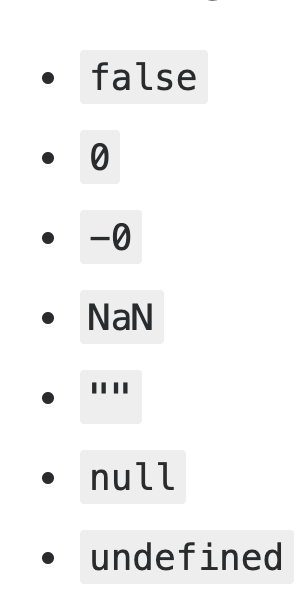 false
0
-0
NaN
""
null
undefined